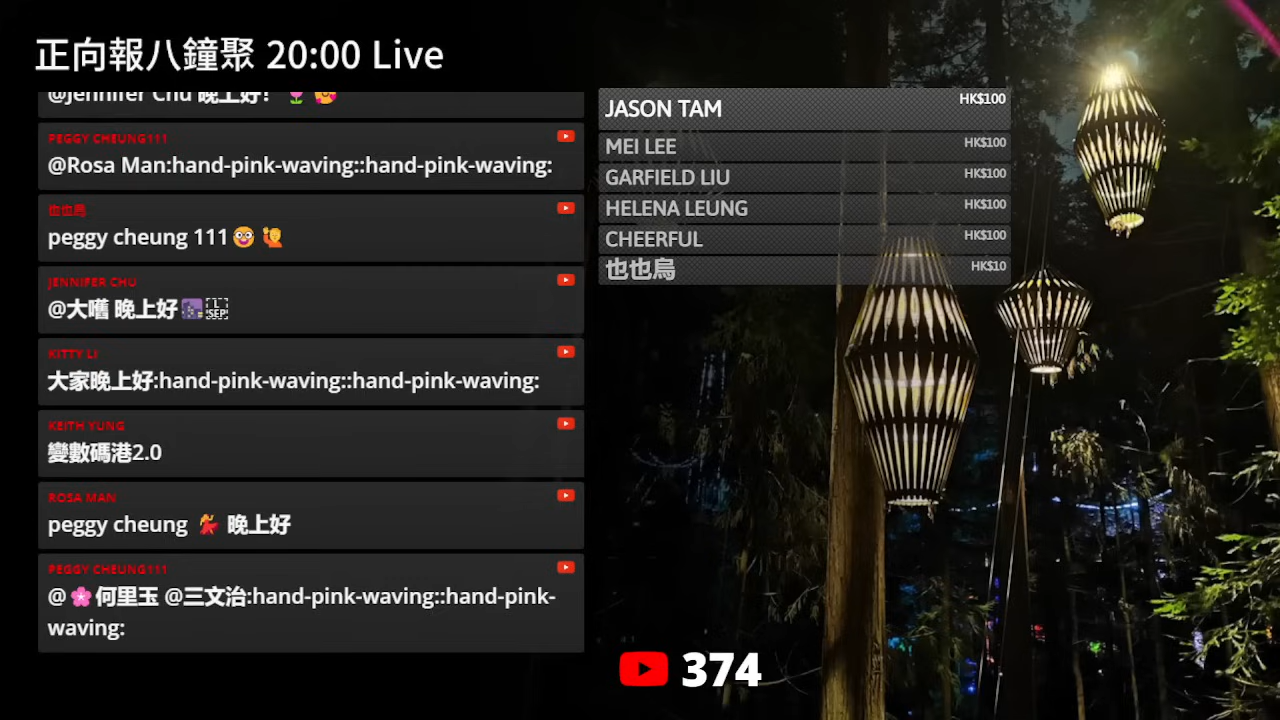 正向報八鐘聚 20:00 Live
@Jennifer Chu 晚上好！
PEGGY CHEUNG111
@Rosa Man:hand-pink-waving::hand-pink-waving:
也也烏
peggy cheung 111
JENNIFER CHU
@大嚿 晚上好
L SEP
KITTY LI
大家晚上好:hand-pink-waving::hand-pink-waving:
KEITH YUNG
變數碼港2.0
ROSA MAN
peggy cheung 晚上好
PEGGY CHEUNG111
@ 何里玉 @三文治:hand-pink-waving::hand-pink-
waving:
JASON TAM HK$100
MEI LEE HK$100
GARFIELD LIU HK$100
HELENA LEUNG HK$100
CHEERFUL HK$100
也也烏 HK$10
374